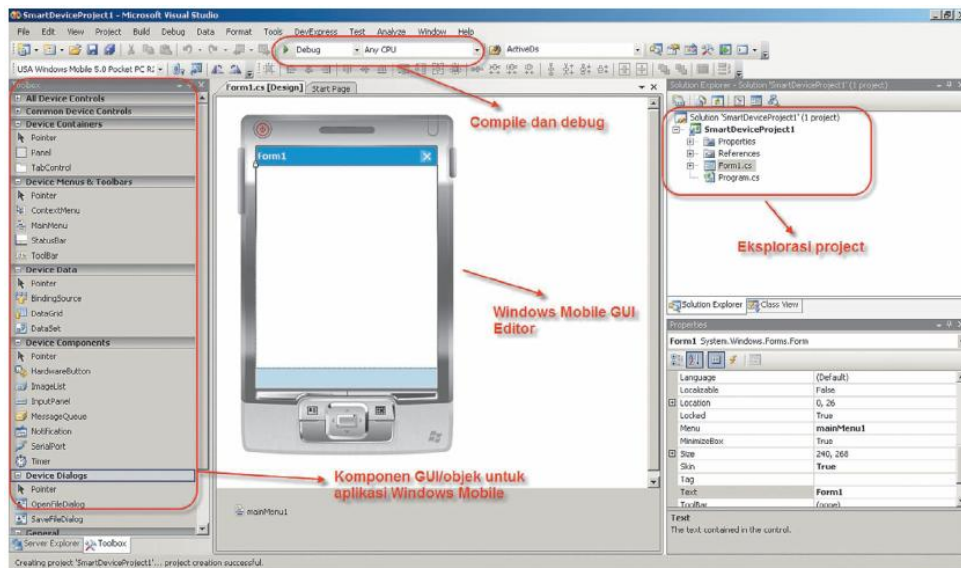 SmartDeviceProject1 - Microsoft Visual Studio
File Edit View Project Build Debug Data Format Tools DevExpress Test Analyze Window Help
Debug Any CPU ActiveDs
USA Windows Mobile 5.0 Pocket PC R2
Toolbox
All Device Controls
Common Device Controls
Device Containers
Pointer
Panel
TabControl
Device Menus & Toolbars
Pointer
ContextMenu
MainMenu
StatusBar
ToolBar
Device Data
Pointer
BindingSource
DataGrid
DataSet
Device Components
Pointer
HardwareButton
ImageList
InputPanel
MessageQueue
Notification
SerialPort
Timer
Device Dialogs
Pointer
OpenFileDialog
SaveFileDialog
General
Server Explorer Toolbox
Form1.cs [Design] Start Page
Compile dan debug
form1
Windows Mobile GUI
Editor
Komponen GUI/objek untuk
aplikasi Windows Mobile
mainMenu1
Solution Explorer - Solution 'SmartDeviceProject1' (1 project)
Solution 'SmartDeviceProject1' (1 project)
SmartDeviceProject1
Properties
References
Form1.cs
Program.cs
Eksplorasi project
Solution Explorer Class View
Properties
Form1 System.Windows.Forms.Form
Language (Default)
Localizable False
Location 0, 26
Locked True
Menu mainMenu1
MinimizeBox True
Size 240, 268
Skin True
Tag
Text Form1
ToolBar (none)
Text
The text contained in the control.
Creating project 'SmartDeviceProject1'... project creation successful.